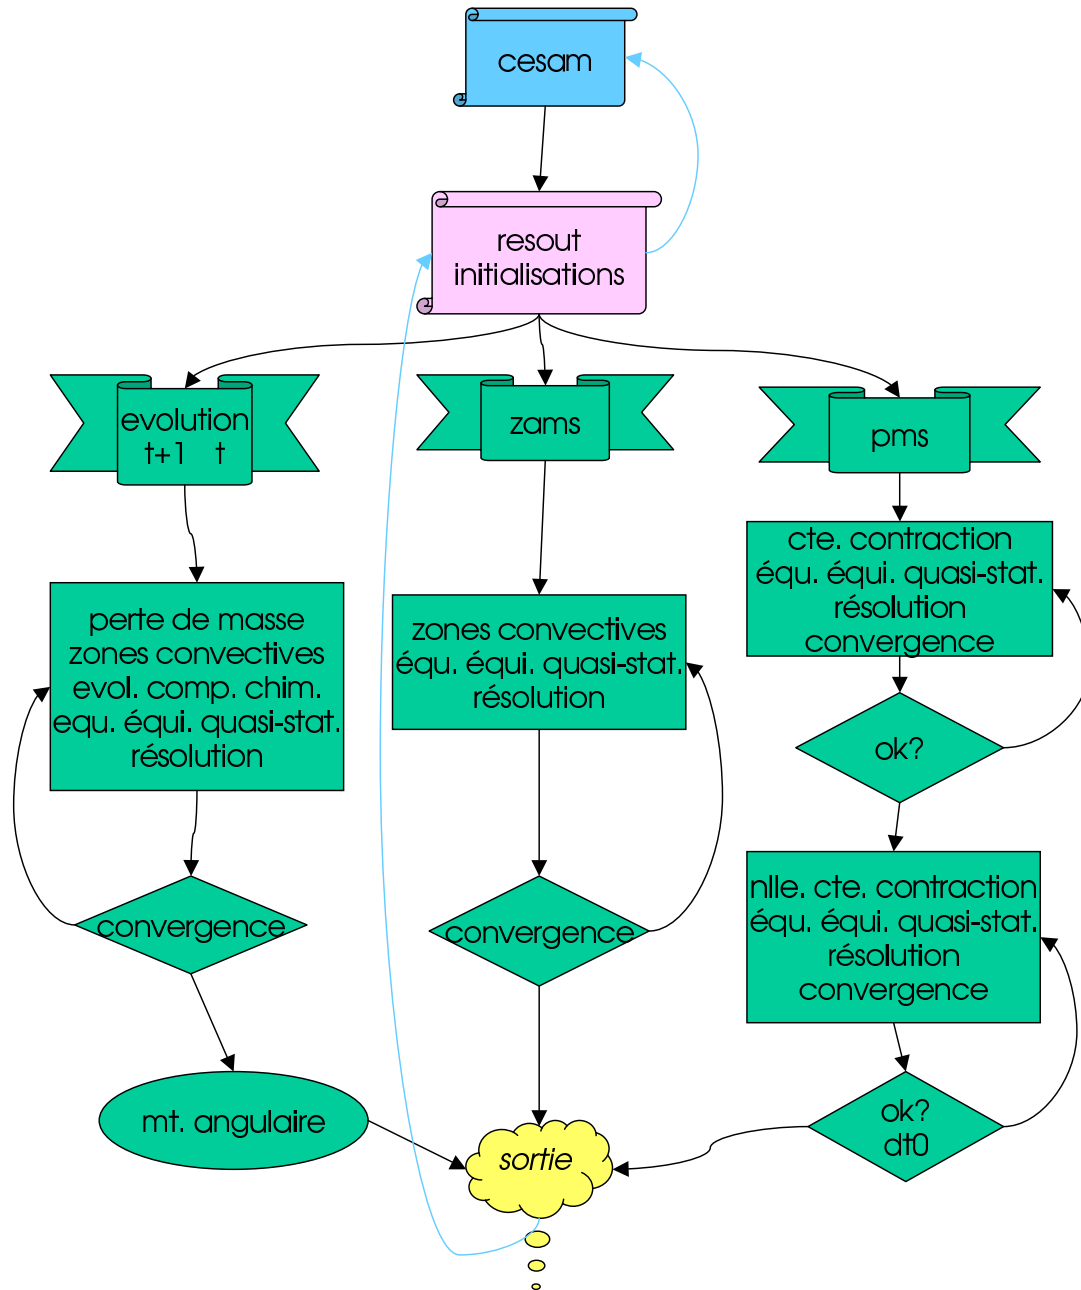 cesam
resout
initialisations
evolution
t+1 t
zams
pms
cte. contraction
équ. équi. quasi-stat.
résolution
convergence
perte de masse
zones convectives
evol. comp. chim.
equ. équi. quasi-stat.
résolution
zones convectives
équ. équi. quasi-stat.
résolution
ok?
convergence
convergence
nlle. cte. contraction
équ. équi. quasi-stat.
résolution
convergence
mt. angulaire
sortie
ok?
dt0